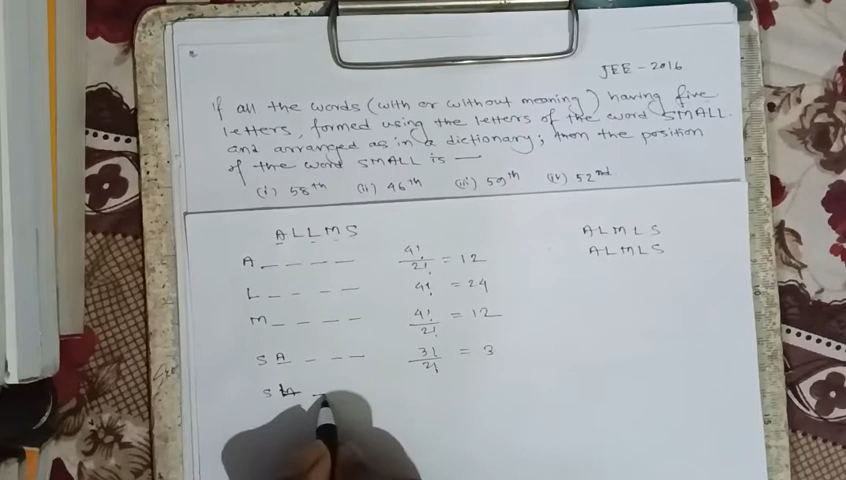 JEE - 2016
If all the words (with or without meaning) having five
letters, formed using the letters of the word SMALL
and arranged as in a dictionary; then the position
of the word SMALL is —
(i) 58th (ii) 46th (iii) 59th (iv) 52nd
A L L M S
A _ _ _ _ 4!/2! = 12
L _ _ _ _ 4! = 24
M _ _ _ _ 4!/2! = 12
S A _ _ _ 3!/2! = 3
S L _
A L M L S
A L M L S